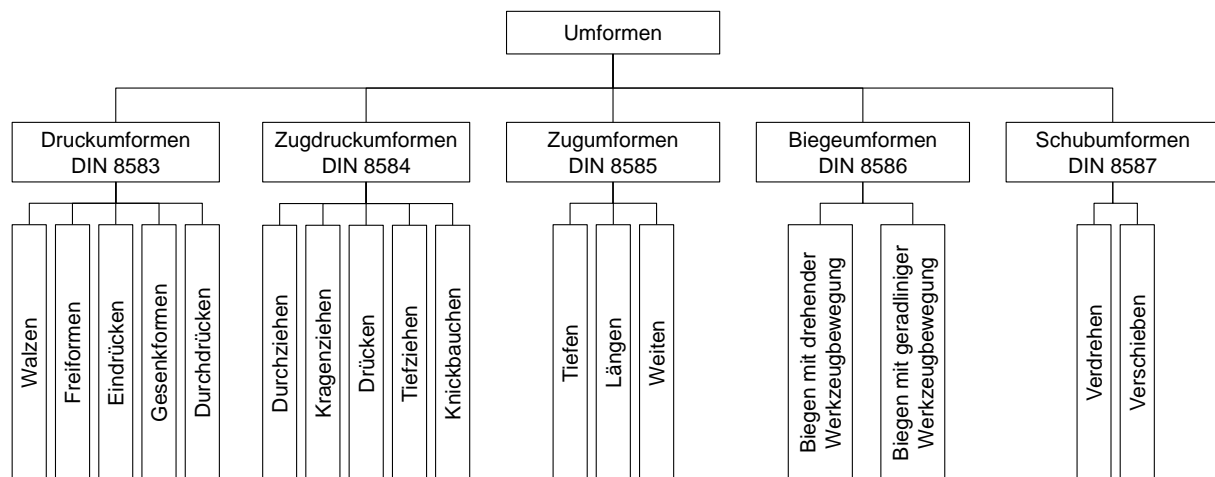 Umformen
Druckumformen
DIN 8583
Zugdruckumformen
DIN 8584
Zugumformen
DIN 8585
Biegeumformen
DIN 8586
Schubumformen
DIN 8587
Walzen
Freiformen
Eindrücken
Gesenkformen
Durchdrücken
Durchziehen
Kragenziehen
Drücken
Tiefziehen
Knickbauchen
Tiefen
Längen
Weiten
Biegen mit drehender
Werkzeugbewegung
Biegen mit geradliniger
Werkzeugbewegung
Verdrehen
Verschieben